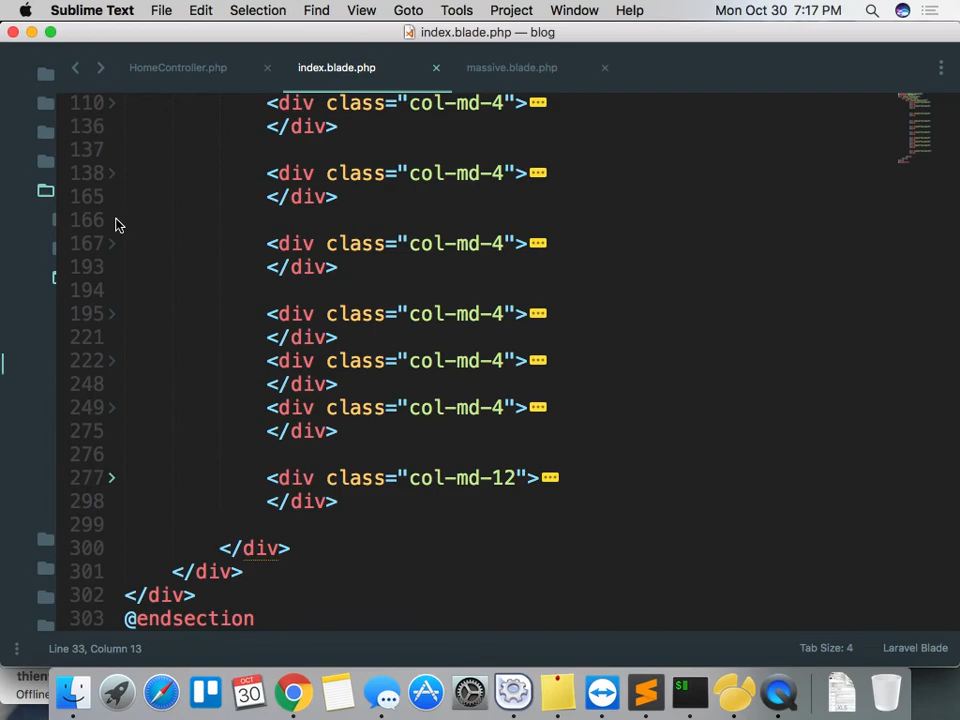 Sublime Text File Edit Selection Find View Goto Tools Project Window Help Mon Oct 30 7:17 PM
index.blade.php — blog
HomeController.php × index.blade.php × massive.blade.php ×
110 <div class="col-md-4">
136 </div>
137
138 <div class="col-md-4">
165 </div>
166
167 <div class="col-md-4">
193 </div>
194
195 <div class="col-md-4">
221 </div>
222 <div class="col-md-4">
248 </div>
249 <div class="col-md-4">
275 </div>
276
277 <div class="col-md-12">
298 </div>
299
300 </div>
301 </div>
302 </div>
303 @endsection
Line 33, Column 13 Tab Size: 4 Laravel Blade
Offline
OCT
30
.XLS